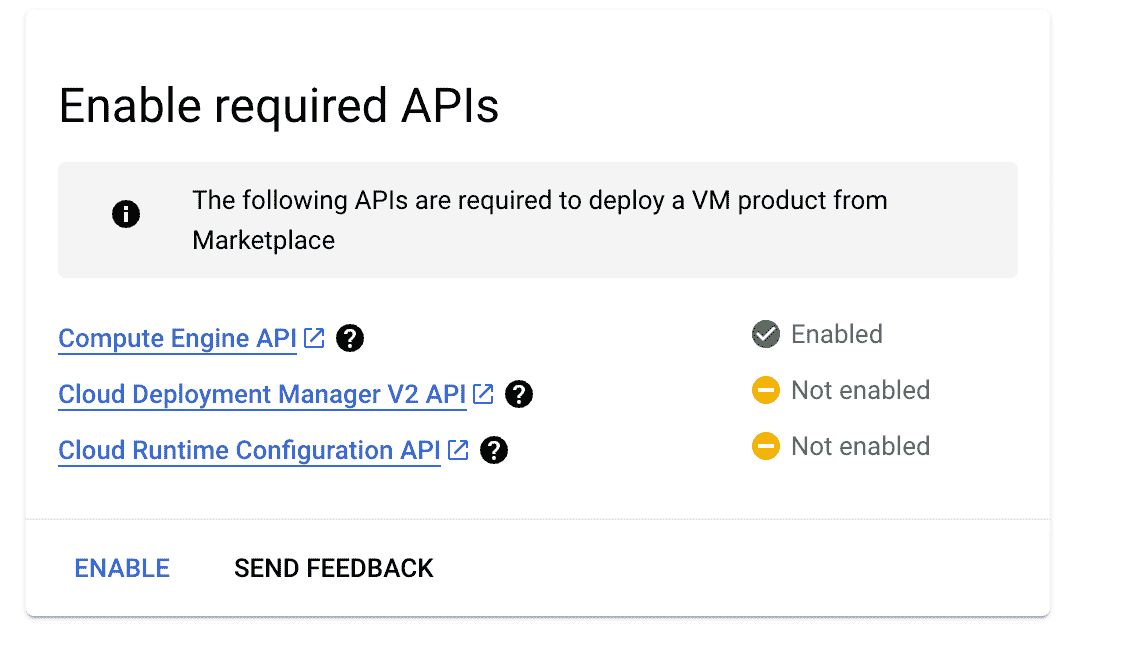 Enable required APIs
The following APIs are required to deploy a VM product from
Marketplace
Compute Engine API Enabled
Cloud Deployment Manager V2 API Not enabled
Cloud Runtime Configuration API Not enabled
ENABLE SEND FEEDBACK